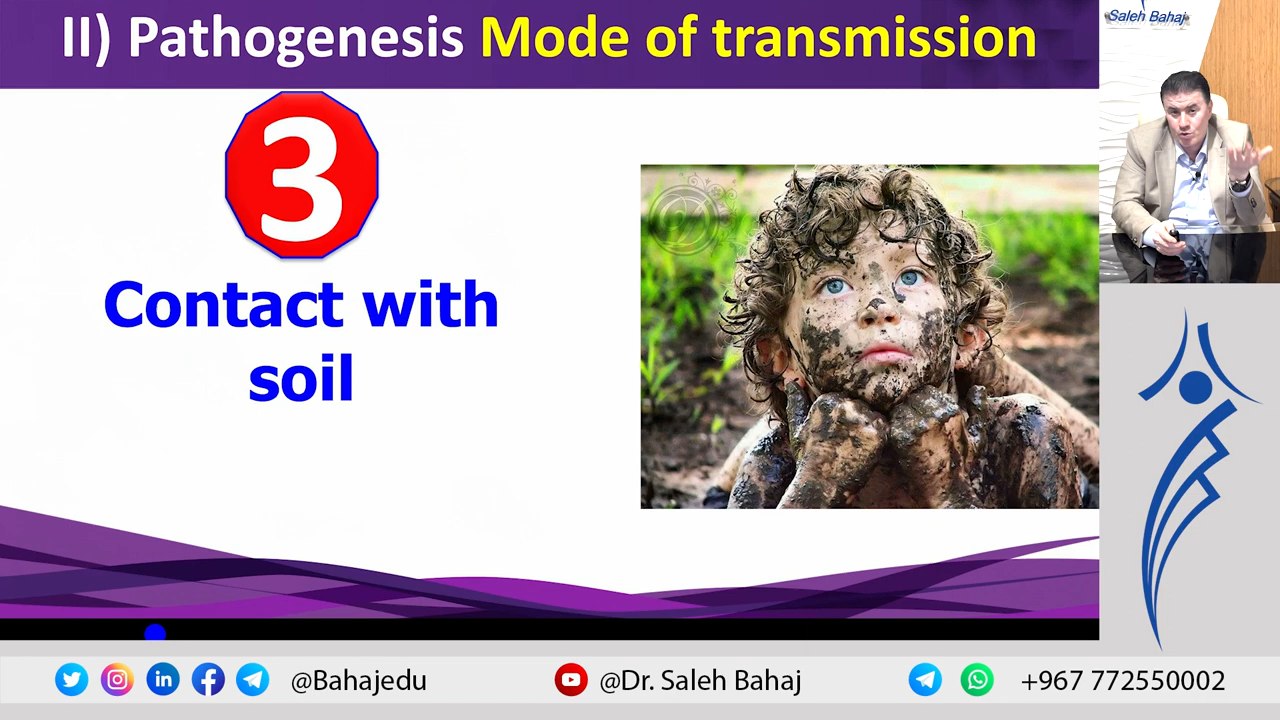 II) Pathogenesis Mode of transmission
Saleh Bahaj
3
Contact with
soil
@Bahajedu
@Dr. Saleh Bahaj
+967 772550002